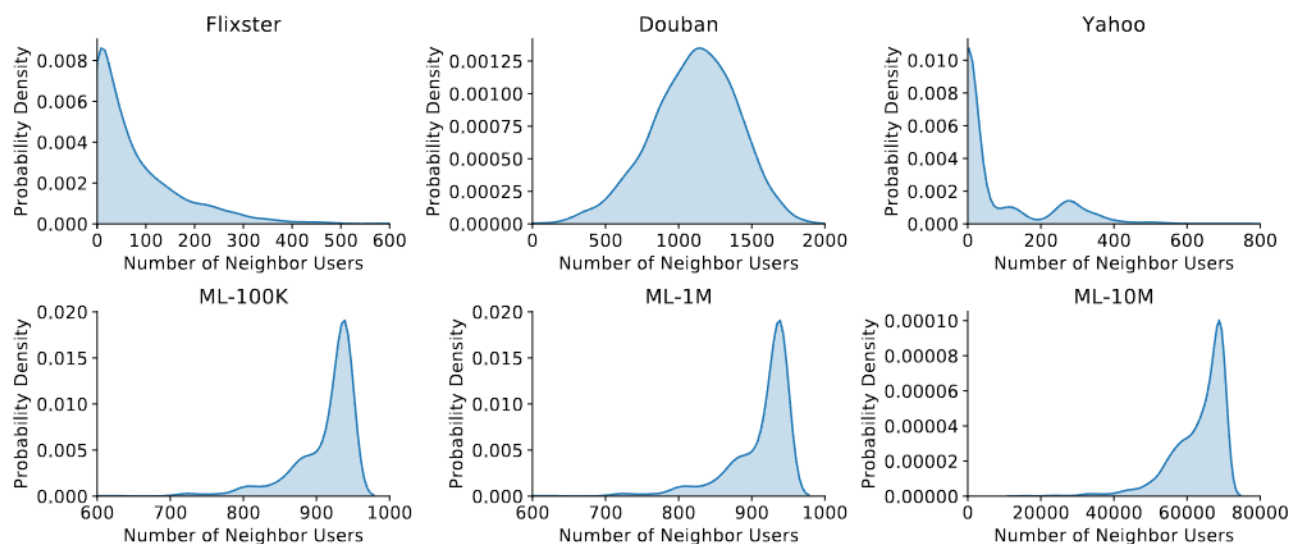 Flixster
Probability Density
0.008
0.006
0.004
0.002
0.000
0 100 200 300 400 500 600
Number of Neighbor Users
Douban
Probability Density
0.00125
0.00100
0.00075
0.00050
0.00025
0.00000
0 500 1000 1500 2000
Number of Neighbor Users
Yahoo
Probability Density
0.010
0.008
0.006
0.004
0.002
0.000
0 200 400 600 800
Number of Neighbor Users
ML-100K
Probability Density
0.020
0.015
0.010
0.005
0.000
600 700 800 900 1000
Number of Neighbor Users
ML-1M
Probability Density
0.020
0.015
0.010
0.005
0.000
600 700 800 900 1000
Number of Neighbor Users
ML-10M
Probability Density
0.00010
0.00008
0.00006
0.00004
0.00002
0.00000
0 20000 40000 60000 80000
Number of Neighbor Users